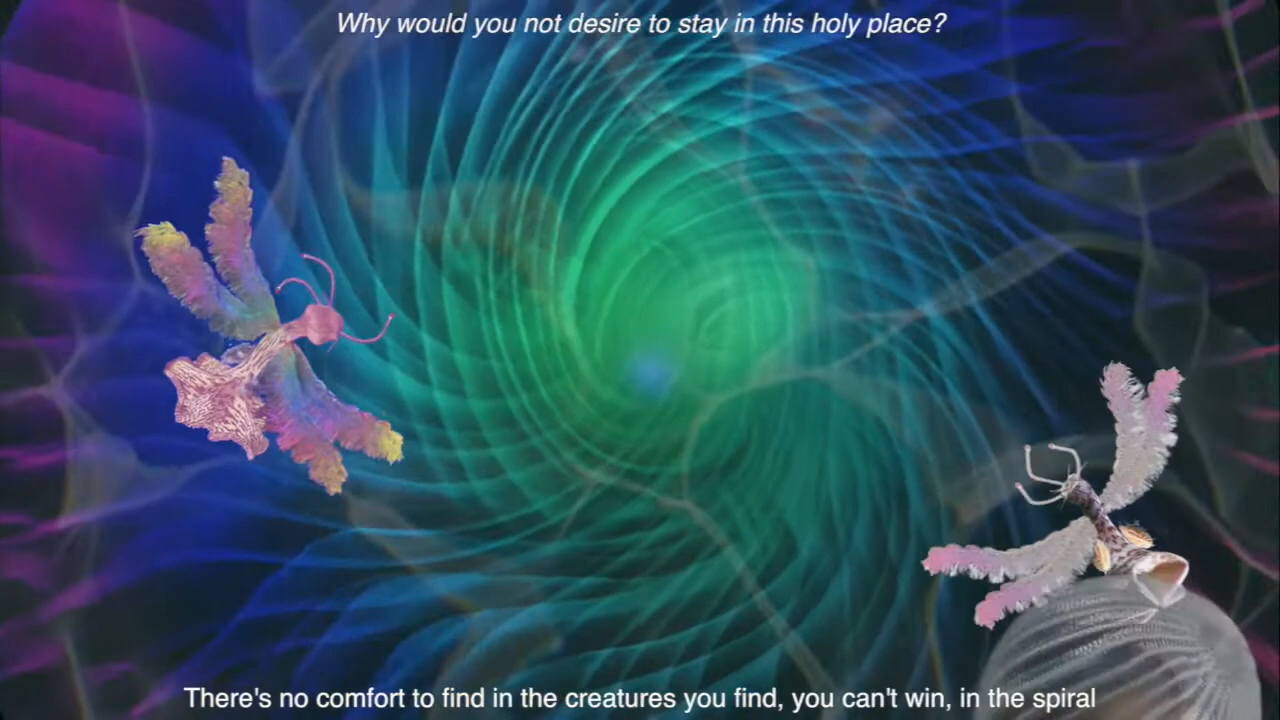 Why would you not desire to stay in this holy place?
There's no comfort to find in the creatures you find, you can't win, in the spiral